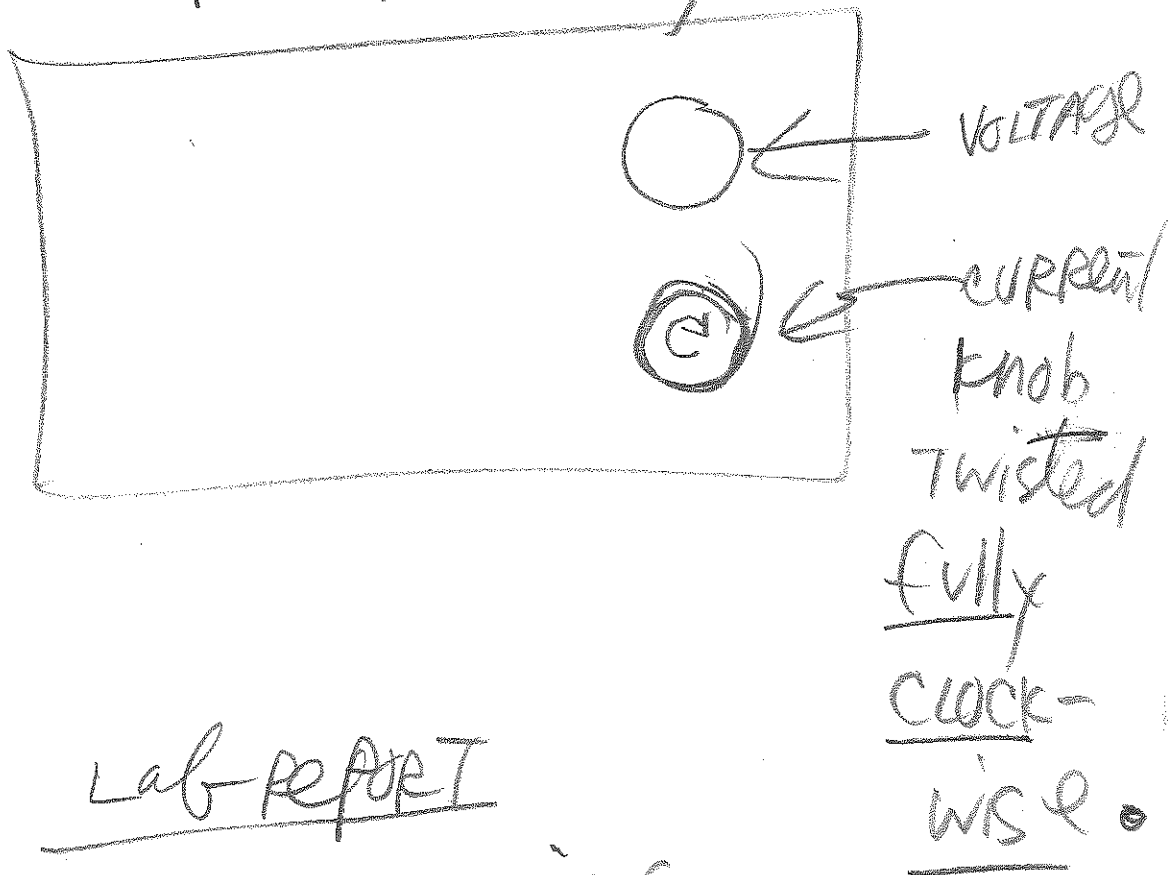 VOLTAGE
CURRENT
knob
Twisted
fully
CLOCK-
WISE.
Lab REPORT